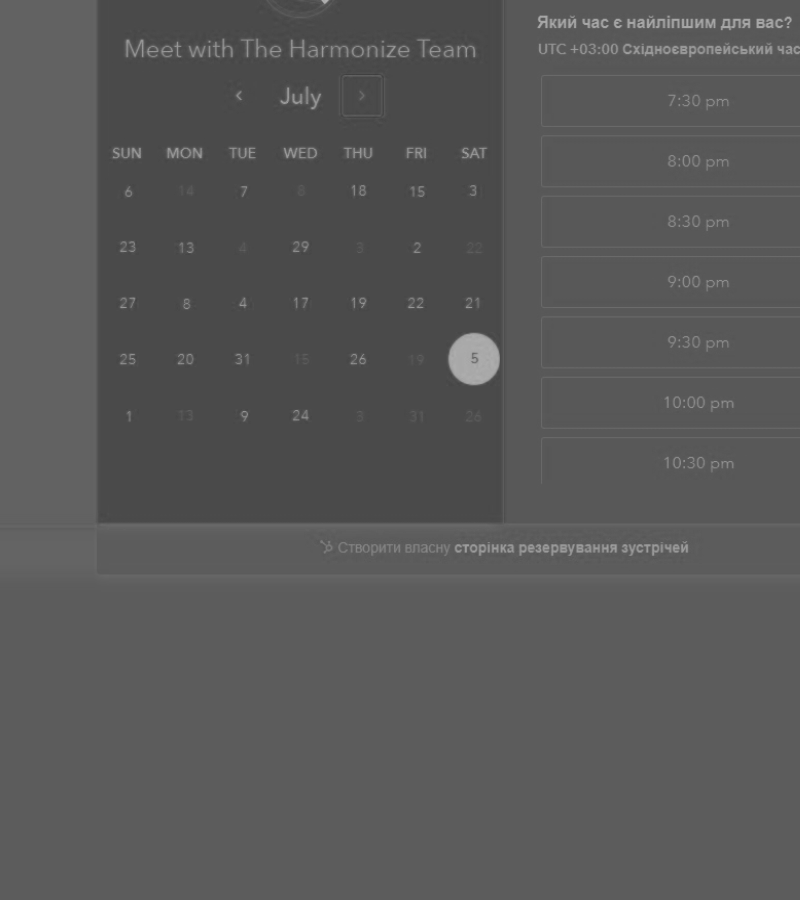 Meet with The Harmonize Team
July
SUN MON TUE WED THU FRI SAT
6 14 7 8 18 15 3
23 13 4 29 3 2 22
27 8 4 17 19 22 21
25 20 31 15 26 19 5
1 13 9 24 3 31 26
Який час є найліпшим для вас?
UTC +03:00 Східноєвропейський час
7:30 pm
8:00 pm
8:30 pm
9:00 pm
9:30 pm
10:00 pm
10:30 pm
Створити власну сторінка резервування зустрічей